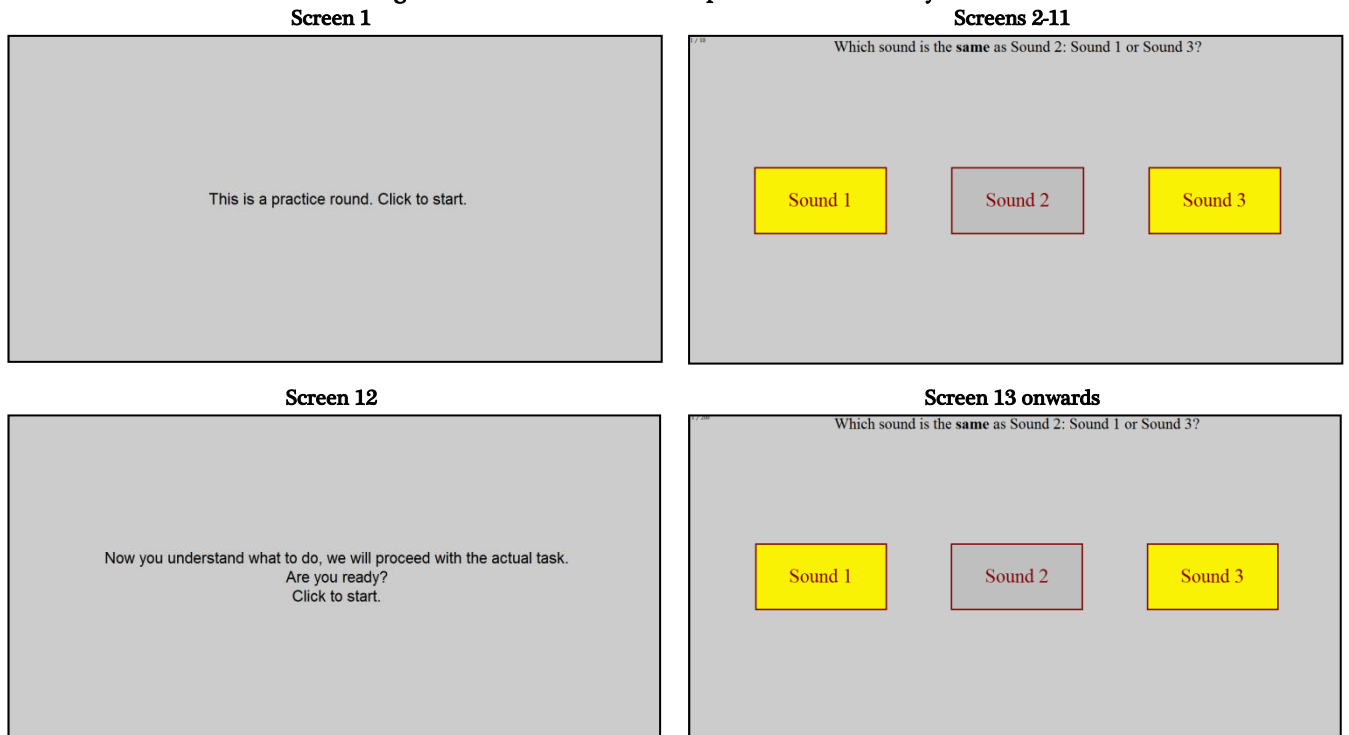 Screen 1
This is a practice round. Click to start.
Screens 2-11
1 / 10
Which sound is the same as Sound 2: Sound 1 or Sound 3?
Sound 1
Sound 2
Sound 3
Screen 12
Now you understand what to do, we will proceed with the actual task.
Are you ready?
Click to start.
Screen 13 onwards
Which sound is the same as Sound 2: Sound 1 or Sound 3?
Sound 1
Sound 2
Sound 3